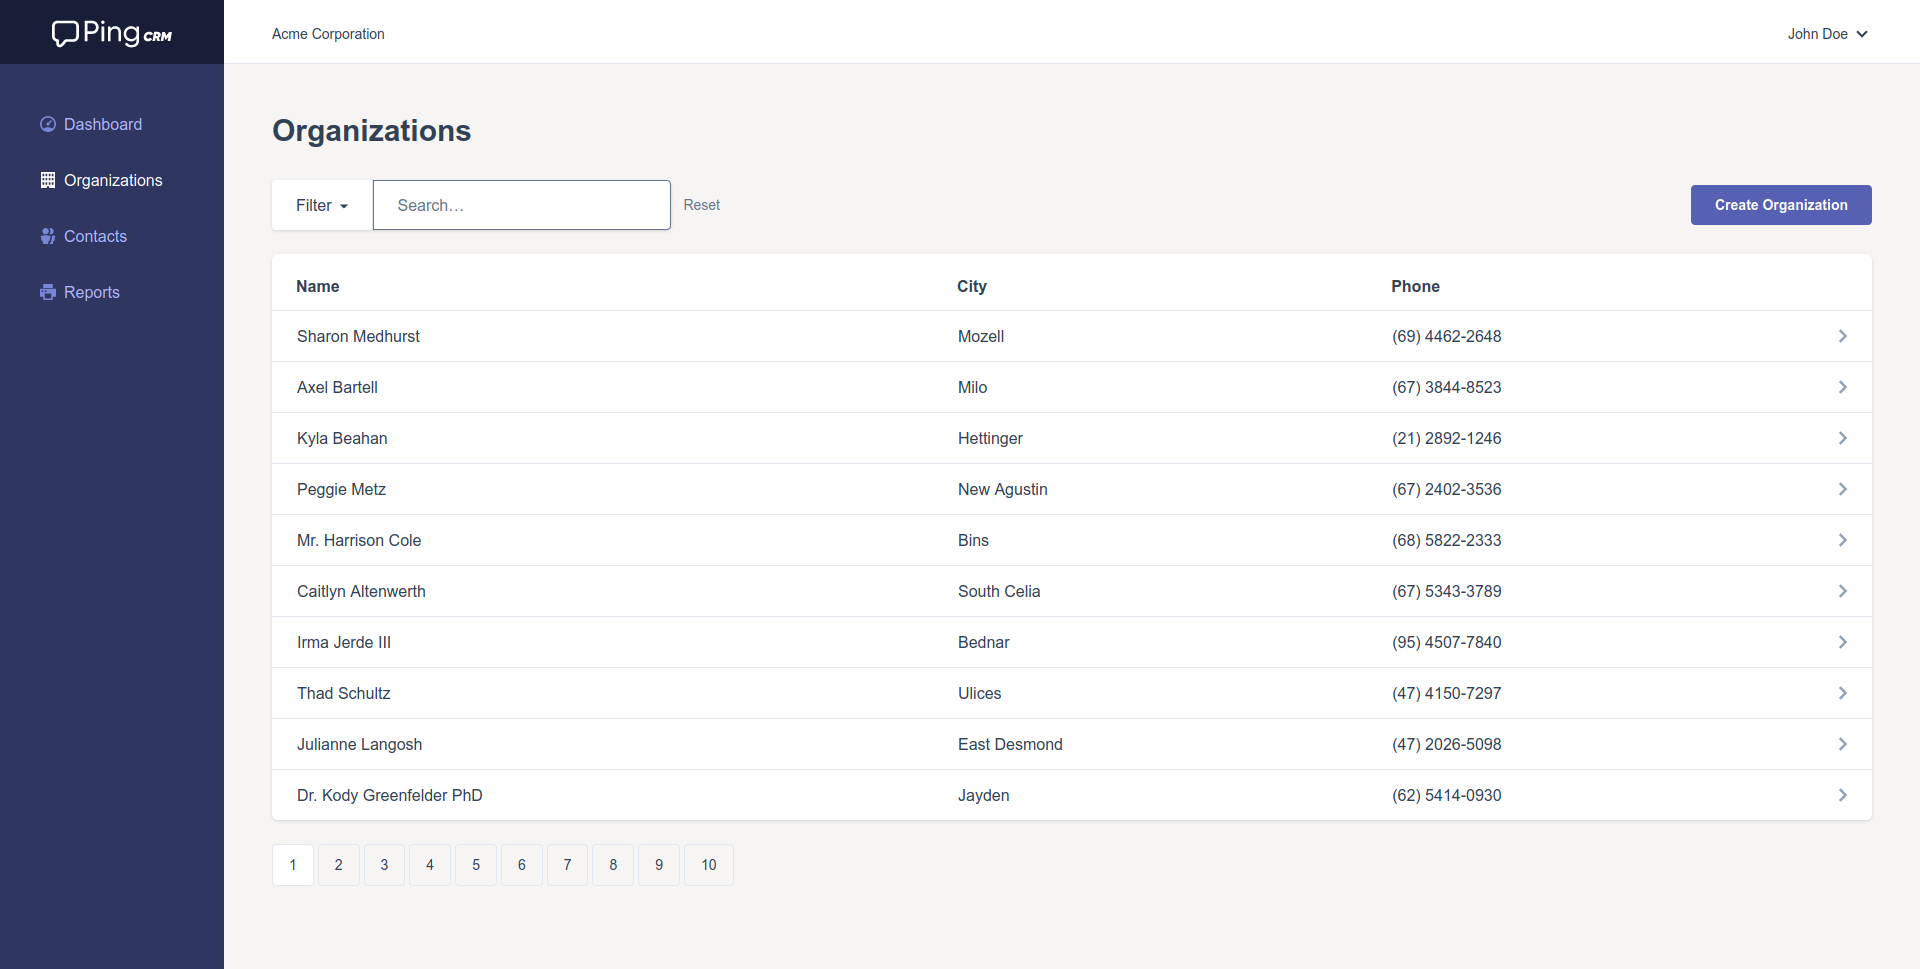 Ping CRM
Acme Corporation
John Doe
Dashboard
Organizations
Contacts
Reports
Organizations
Filter
Search…
Reset
Create Organization
Name City Phone
Sharon Medhurst Mozell (69) 4462-2648
Axel Bartell Milo (67) 3844-8523
Kyla Beahan Hettinger (21) 2892-1246
Peggie Metz New Agustin (67) 2402-3536
Mr. Harrison Cole Bins (68) 5822-2333
Caitlyn Altenwerth South Celia (67) 5343-3789
Irma Jerde III Bednar (95) 4507-7840
Thad Schultz Ulices (47) 4150-7297
Julianne Langosh East Desmond (47) 2026-5098
Dr. Kody Greenfelder PhD Jayden (62) 5414-0930
1 2 3 4 5 6 7 8 9 10